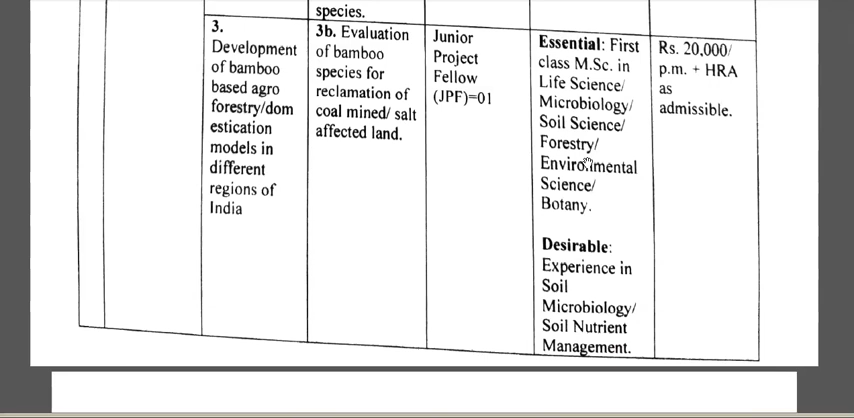 species.
3.
Development
of bamboo
based agro
forestry/dom
estication
models in
different
regions of
India
3b. Evaluation
of bamboo
species for
reclamation of
coal mined/ salt
affected land.
Junior
Project
Fellow
(JPF)=01
Essential: First
class M.Sc. in
Life Science/
Microbiology/
Soil Science/
Forestry/
Environmental
Science/
Botany.
Desirable:
Experience in
Soil
Microbiology/
Soil Nutrient
Management.
Rs. 20,000/
p.m. + HRA
as
admissible.